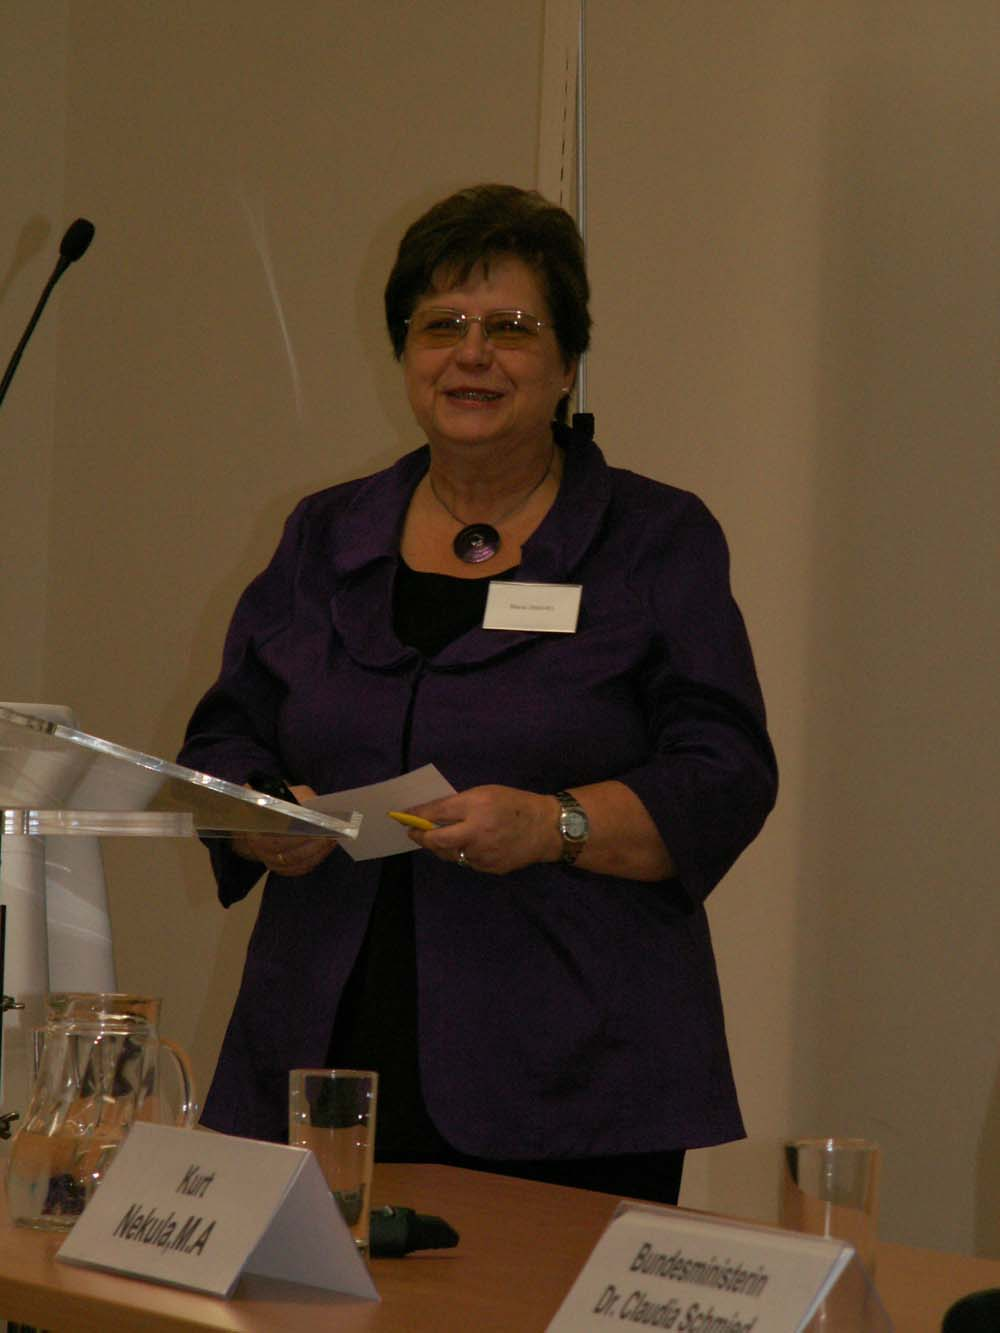 Kurt
Nekula,M.A
Bundesministerin
Dr. Claudia Schmied